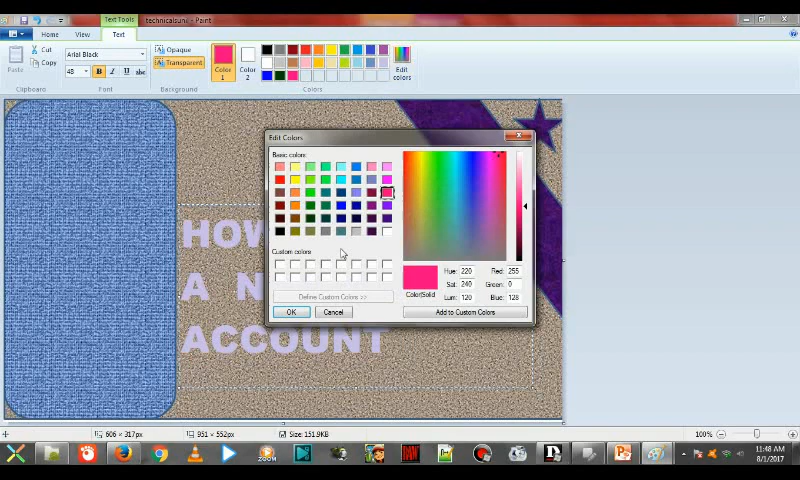 Text Tools
technicalsuni - Paint
Home
View
Text
Paste
Cut
Copy
Clipboard
Arial Black
48
B
I
U
abc
Font
Opaque
Transparent
Background
Color 1
Color 2
Edit colors
Colors
Edit Colors
Basic colors:
Custom colors:
Define Custom Colors >>
OK
Cancel
Color|Solid
Hue: 220
Sat: 240
Lum: 120
Red: 255
Green: 0
Blue: 128
Add to Custom Colors
HOW
A N
ACCOUNT
606 × 317px
951 × 552px
Size: 151.9KB
100%
ZOOM
11:48 AM
8/1/2017